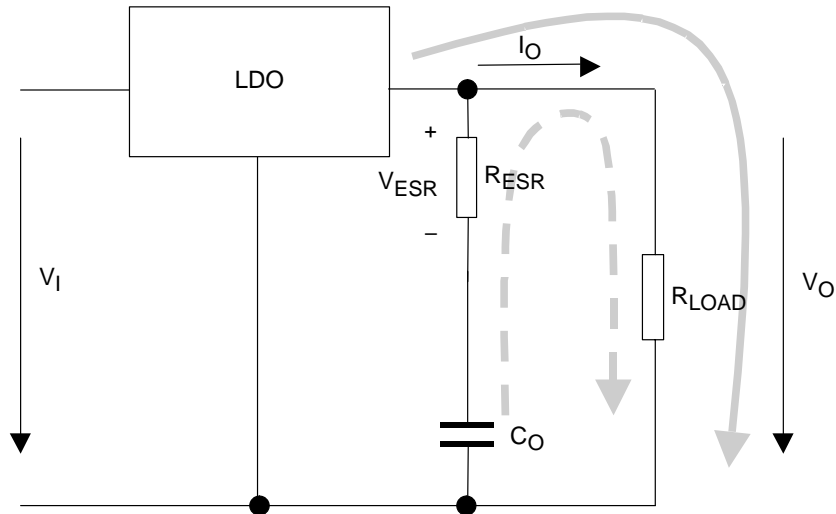 LDO
I_O
+
V_ESR
R_ESR
−
V_I
R_LOAD
V_O
C_O